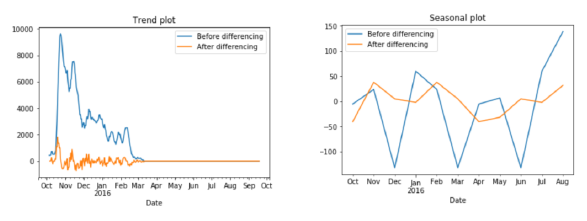 Trend plot
10000
8000
6000
4000
2000
0
Before differencing
After differencing
Oct Nov Dec Jan Feb Mar Apr May Jun Jul Aug Sep Oct
2016
Date
Seasonal plot
150
100
50
0
−50
−100
Before differencing
After differencing
Oct Nov Dec Jan Feb Mar Apr May Jun Jul Aug
2016
Date